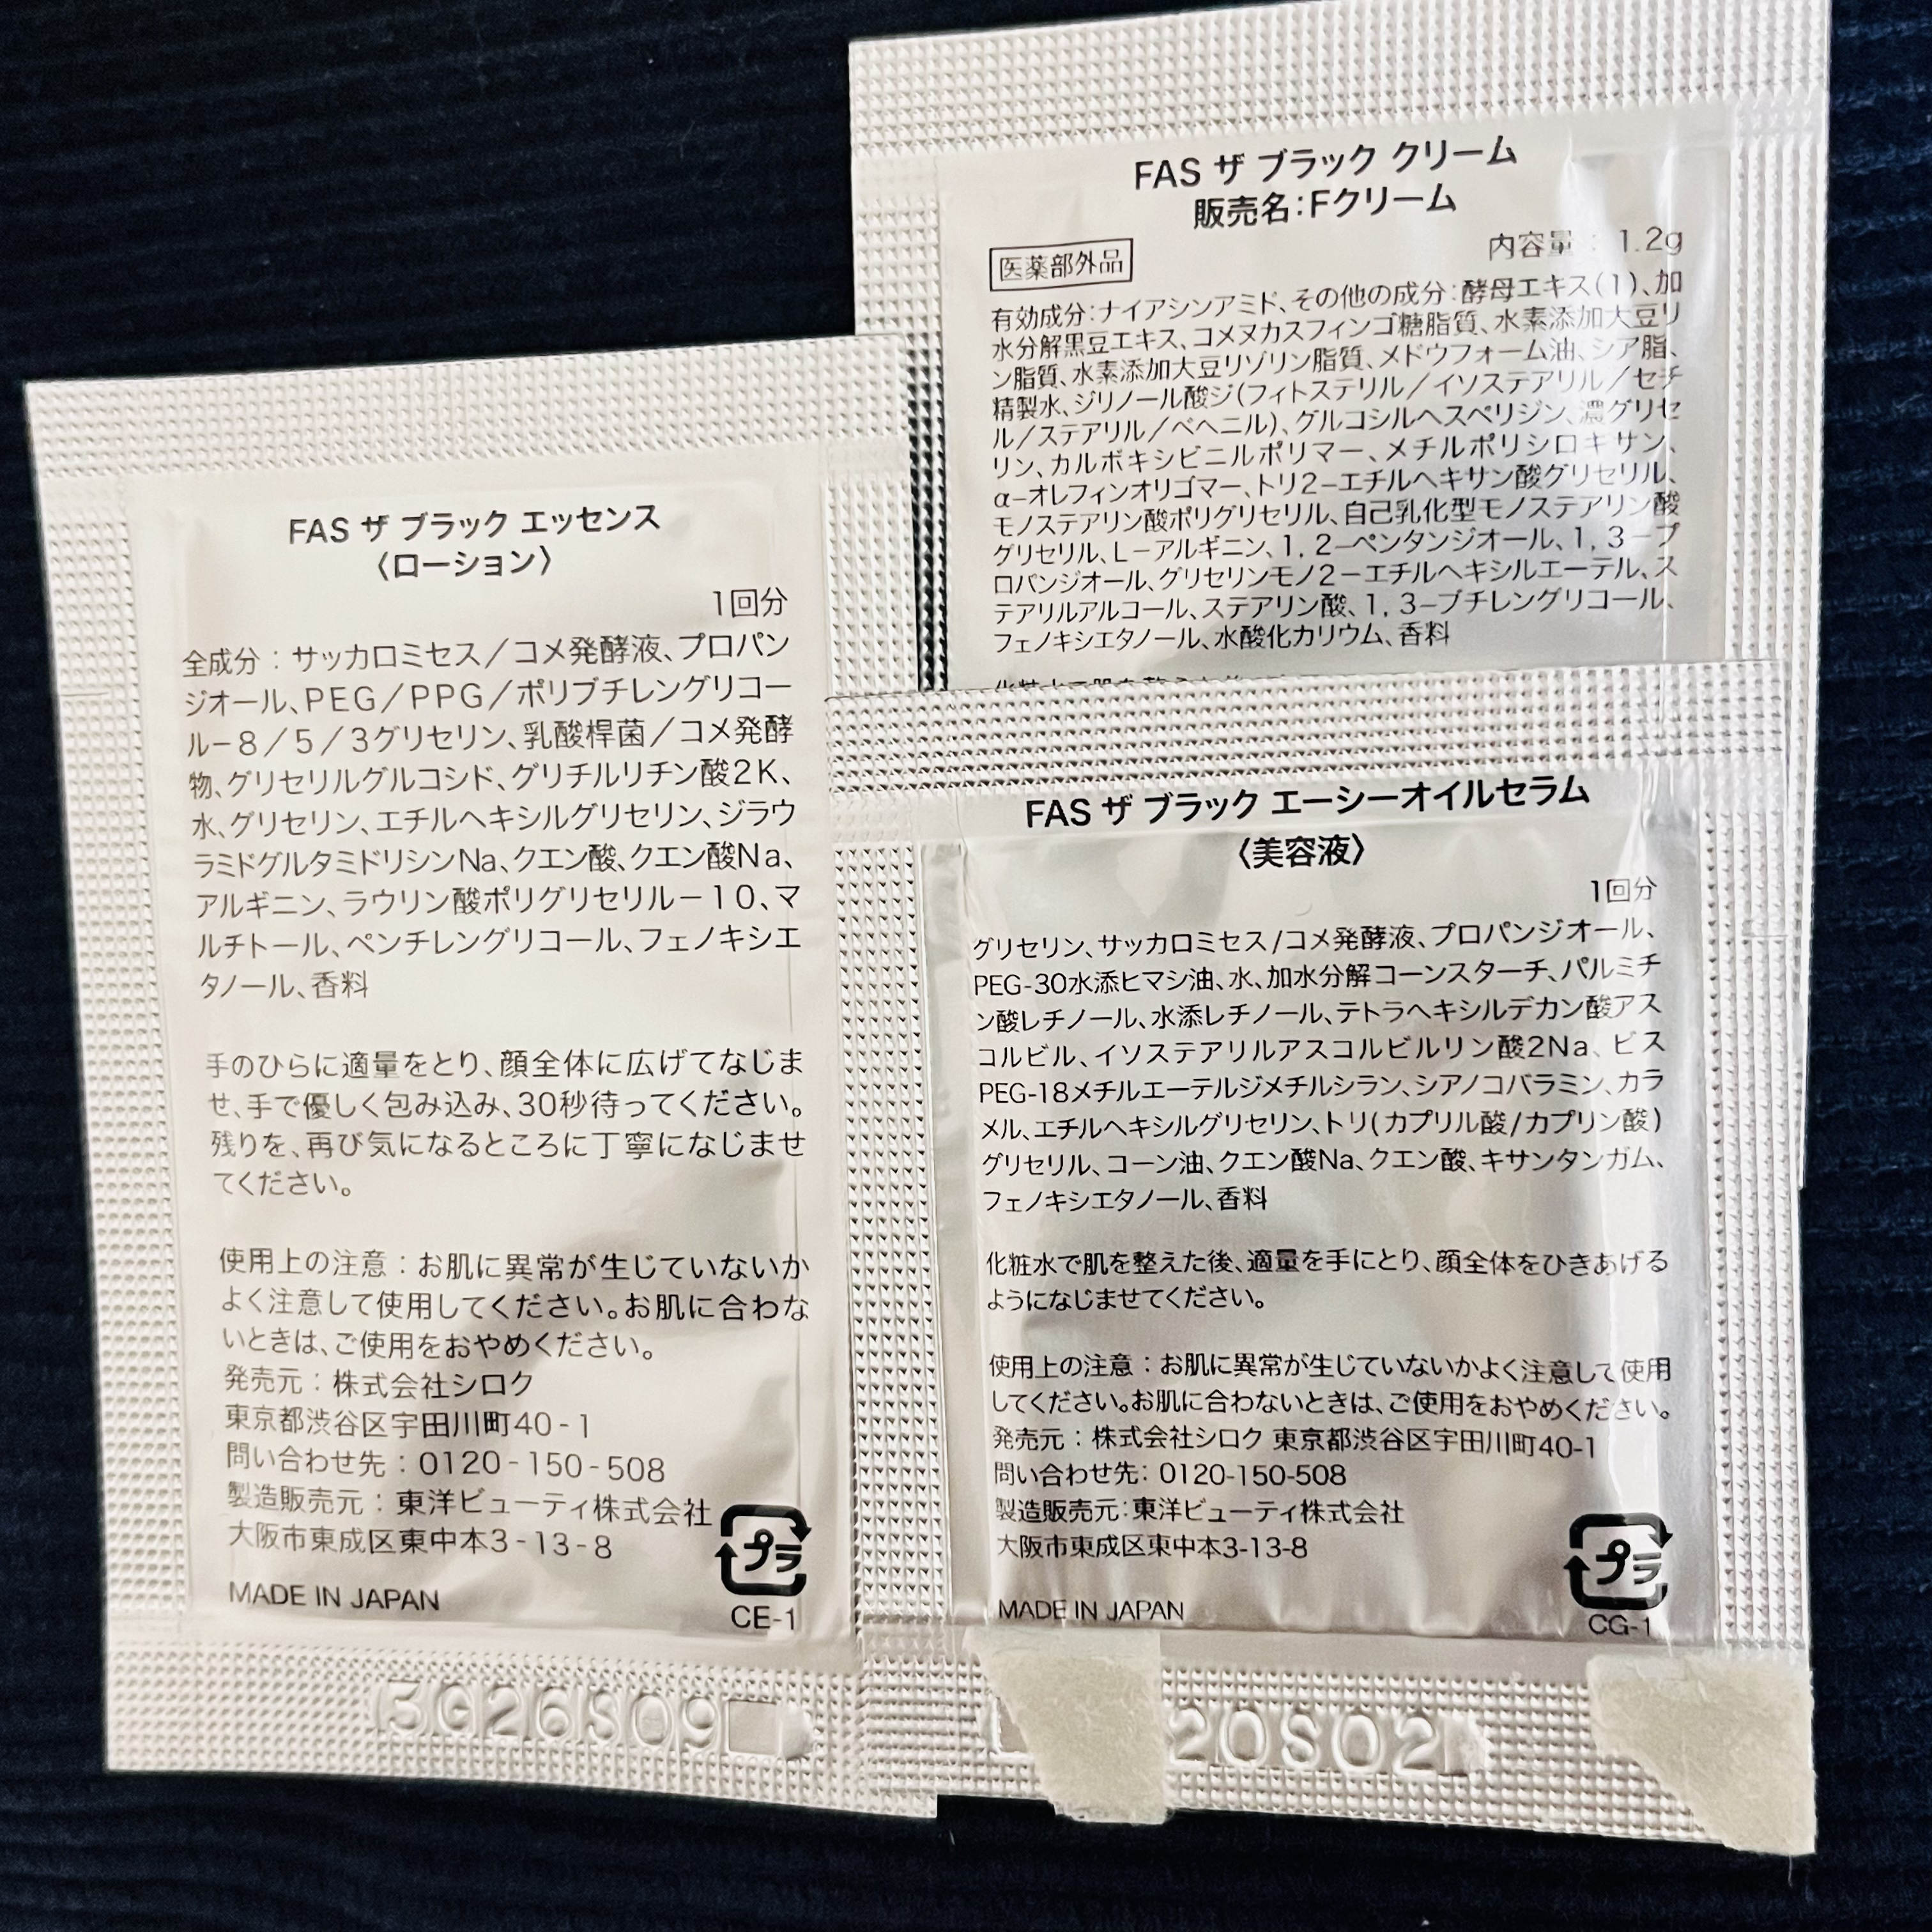 FAS ザ ブラック クリーム
販売名:Fクリーム
医薬部外品
内容量: 1.2g
有効成分:ナイアシンアミド、その他の成分:酵母エキス(1)、加
水分解黒豆エキス、コメヌカスフィンゴ糖脂質、水素添加大豆リ
ン脂質、水素添加大豆リゾリン脂質、メドウフォーム油、シア脂、
精製水、ジリノール酸ジ(フィトステリル/イソステアリル/セチ
ル/ステアリル/ベヘニル)、グルコシルヘスペリジン、濃グリセ
リン、カルボキシビニルポリマー、メチルポリシロキサン、
α−オレフィンオリゴマー、トリ2−エチルヘキサン酸グリセリル、
モノステアリン酸ポリグリセリル、自己乳化型モノステアリン酸
グリセリル、L−アルギニン、1, 2−ペンタンジオール、1, 3−プ
ロパンジオール、グリセリンモノ2−エチルヘキシルエーテル、ス
テアリルアルコール、ステアリン酸、1, 3−ブチレングリコール、
フェノキシエタノール、水酸化カリウム、香料
FAS ザ ブラック エッセンス
〈ローション〉
1回分
全成分:サッカロミセス/コメ発酵液、プロパン
ジオール、PEG/PPG/ポリブチレングリコー
ル−8/5/3グリセリン、乳酸桿菌/コメ発酵
物、グリセリルグルコシド、グリチルリチン酸2K、
水、グリセリン、エチルヘキシルグリセリン、ジラウ
ラミドグルタミドリシンNa、クエン酸、クエン酸Na、
アルギニン、ラウリン酸ポリグリセリル−10、マ
ルチトール、ペンチレングリコール、フェノキシエ
タノール、香料
手のひらに適量をとり、顔全体に広げてなじま
せ、手で優しく包み込み、30秒待ってください。
残りを、再び気になるところに丁寧になじませ
てください。
使用上の注意:お肌に異常が生じていないか
よく注意して使用してください。お肌に合わな
いときは、ご使用をおやめください。
発売元:株式会社シロク
東京都渋谷区宇田川町40-1
問い合わせ先:0120-150-508
製造販売元:東洋ビューティ株式会社
大阪市東成区東中本3-13-8
MADE IN JAPAN
プラ
CE-1
3G26S09
FAS ザ ブラック エーシーオイルセラム
〈美容液〉
1回分
グリセリン、サッカロミセス/コメ発酵液、プロパンジオール、
PEG-30水添ヒマシ油、水、加水分解コーンスターチ、パルミチ
ン酸レチノール、水添レチノール、テトラヘキシルデカン酸アス
コルビル、イソステアリルアスコルビルリン酸2Na、ビス
PEG-18メチルエーテルジメチルシラン、シアノコバラミン、カラ
メル、エチルヘキシルグリセリン、トリ(カプリル酸/カプリン酸)
グリセリル、コーン油、クエン酸Na、クエン酸、キサンタンガム、
フェノキシエタノール、香料
化粧水で肌を整えた後、適量を手にとり、顔全体をひきあげる
ようになじませてください。
使用上の注意:お肌に異常が生じていないかよく注意して使用
してください。お肌に合わないときは、ご使用をおやめください。
発売元:株式会社シロク 東京都渋谷区宇田川町40-1
問い合わせ先: 0120-150-508
製造販売元:東洋ビューティ株式会社
大阪市東成区東中本3-13-8
MADE IN JAPAN
プラ
CG-1
20S02